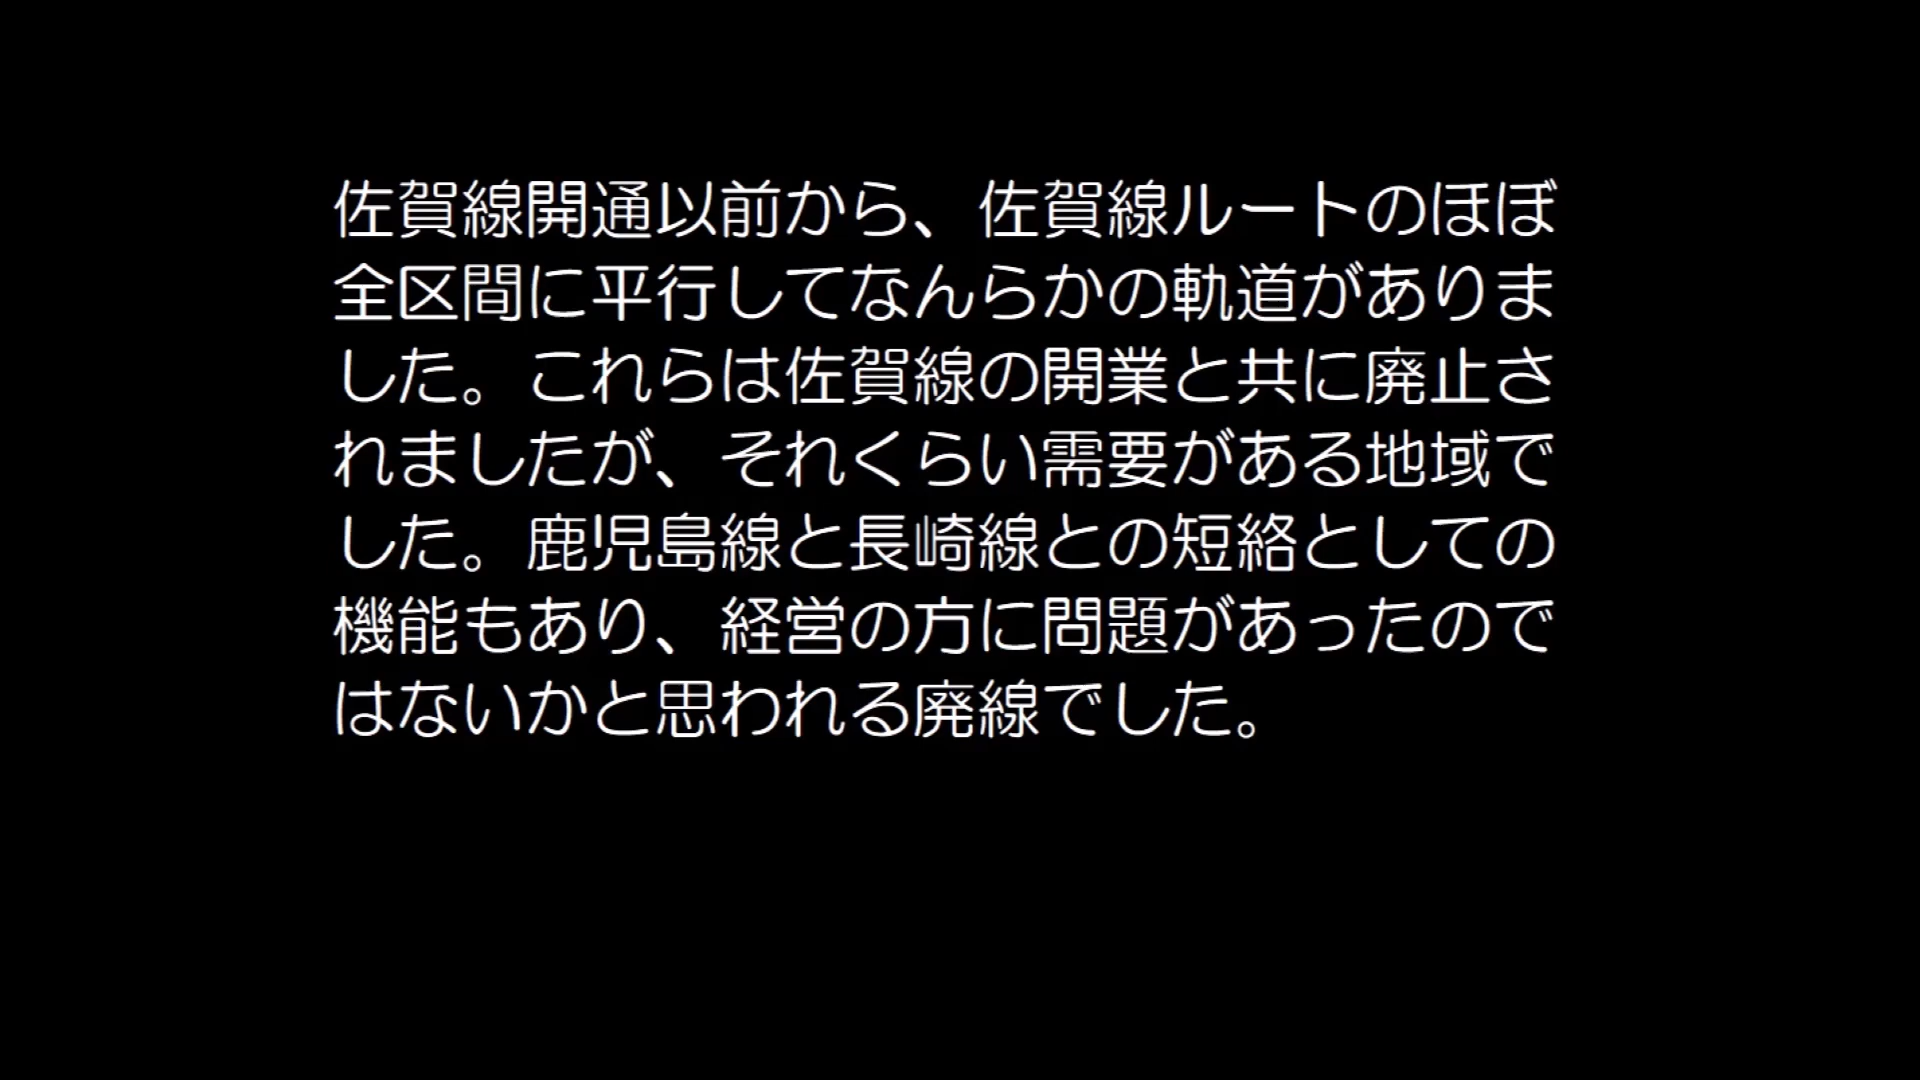 佐賀線開通以前から、佐賀線ルートのほぼ
全区間に平行してなんらかの軌道がありま
した。これらは佐賀線の開業と共に廃止さ
れましたが、それくらい需要がある地域で
した。鹿児島線と長崎線との短絡としての
機能もあり、経営の方に問題があったので
はないかと思われる廃線でした。